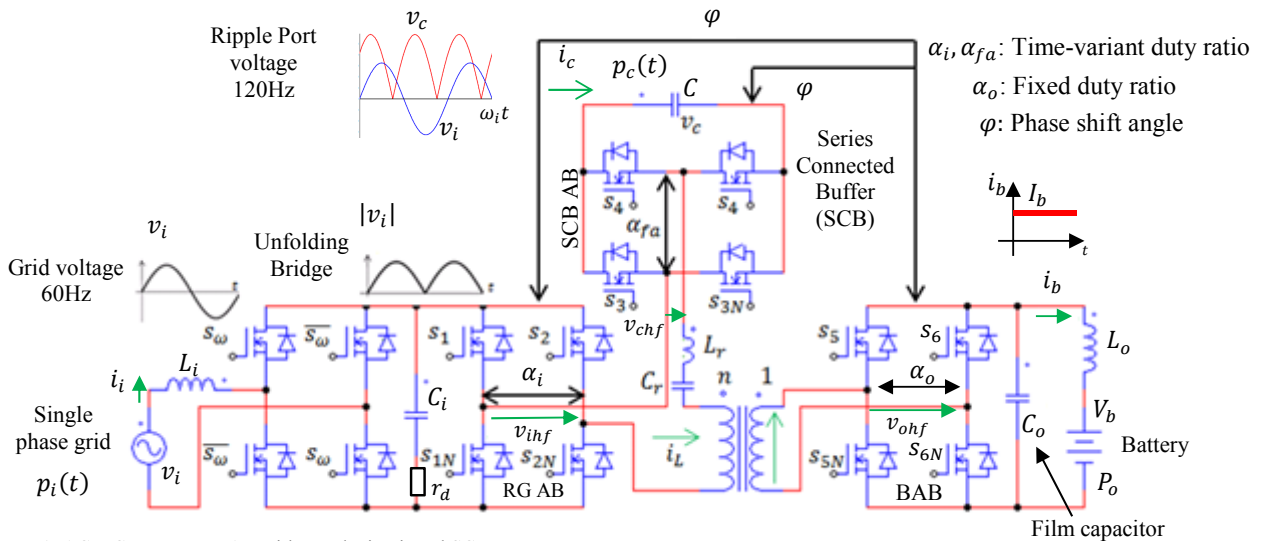 Ripple Port
voltage
120Hz
v_c
v_i
ω_i t
φ
i_c
p_c(t)
C
v_c
φ
α_i, α_fa: Time-variant duty ratio
α_o: Fixed duty ratio
φ: Phase shift angle
Series
Connected
Buffer
(SCB)
SCB AB
s_4
s_4
α_fa
s_3
s_3N
i_b
I_b
t
Grid voltage
60Hz
v_i
t
Unfolding
Bridge
|v_i|
t
v_chf
L_r
C_r
n
1
i_b
s_ω
\overline{s_ω}
s_1
s_2
s_5
s_6
L_o
L_i
i_i
C_i
α_i
α_o
v_ihf
i_L
v_ohf
C_o
V_b
Battery
Single
phase grid
p_i(t)
v_i
\overline{s_ω}
s_ω
r_d
s_1N
s_2N
RG AB
s_5N
s_6N
BAB
P_o
Film capacitor